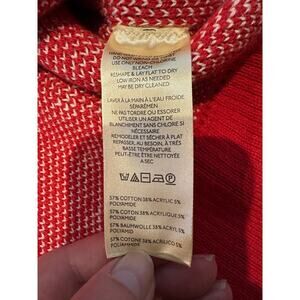 DO NOT WRING OR TWIST
USE ONLY NON-CHLORINE
BLEACH
RESHAPE & LAY FLAT TO DRY
LOW IRON AS NEEDED
MAY BE DRY CLEANED
LAVER À LA MAIN À L'EAU FROIDE
SÉPARÉMEN
NE PAS TORDRE OU ESSORER
UTILISER UN AGENT DE
BLANCHIMENT SANS CHLORE SI
NÉCESSAIRE
REMODELER ET SÉCHER À PLAT
REPASSER, AU BESOIN, À TRÈS
BASSE TEMPÉRATURE
PEUT-ÊTRE ÊTRE NETTOYÉE
A SEC
57% COTTON 38% ACRYLIC 5%
POLYAMIDE
57% COTON 38% ACRYLIQUE 5%
POLYAMIDE
57% BAUMWOLLE 38% ACRYL 5%
POLYAMID
57% COTONE 38% ACRILICO 5%